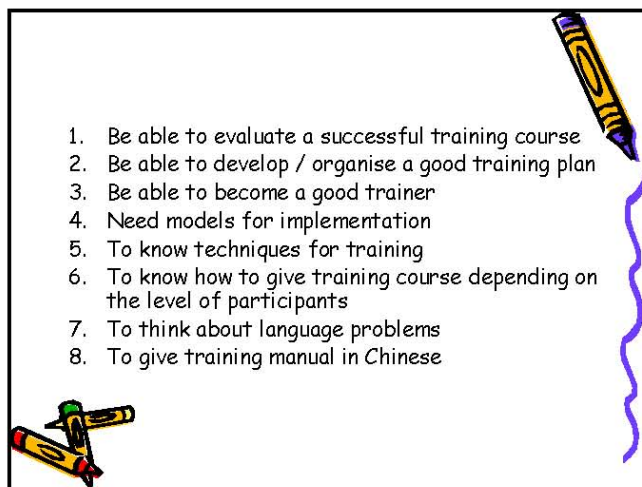 1. Be able to evaluate a successful training course
2. Be able to develop / organise a good training plan
3. Be able to become a good trainer
4. Need models for implementation
5. To know techniques for training
6. To know how to give training course depending on
the level of participants
7. To think about language problems
8. To give training manual in Chinese